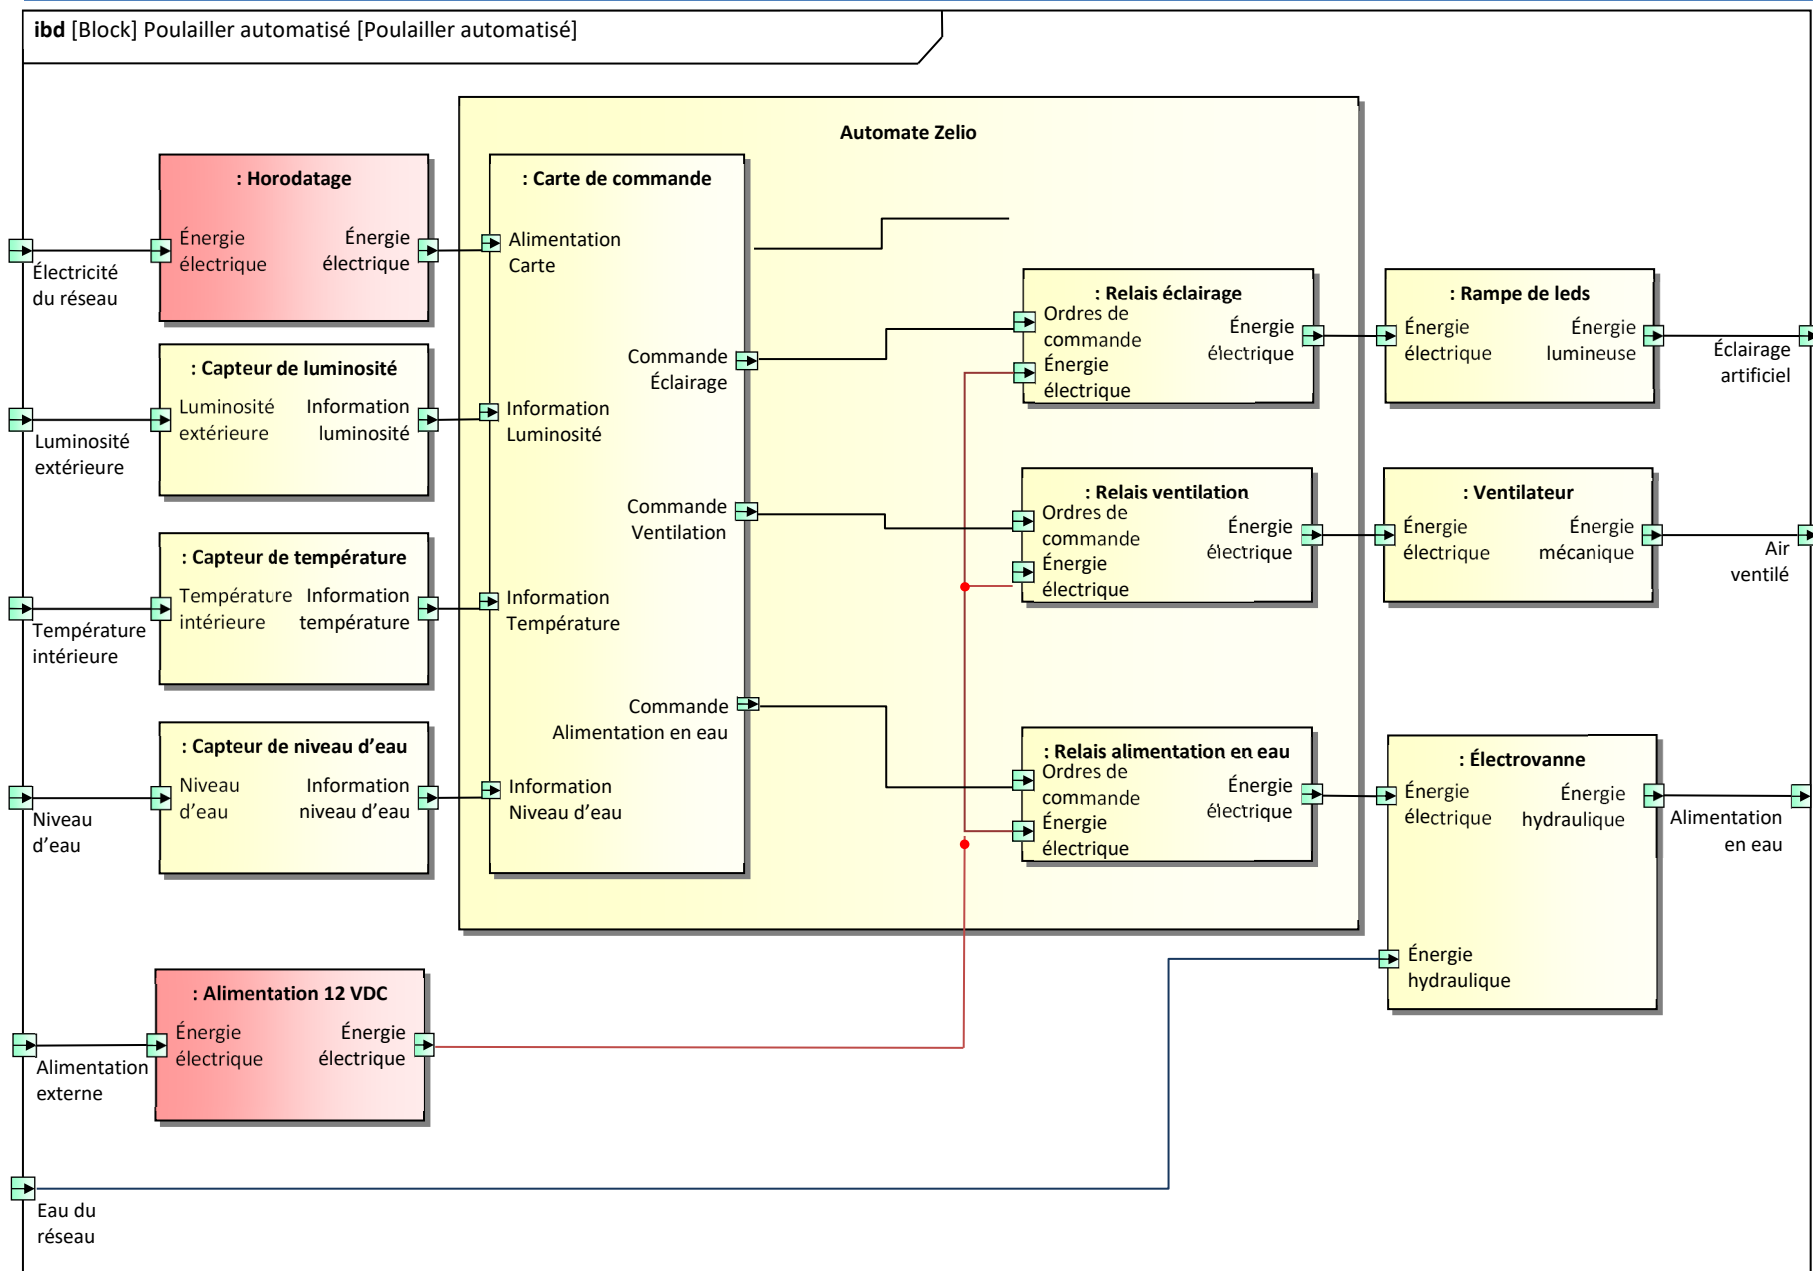 ibd [Block] Poulailler automatisé [Poulailler automatisé]
Automate Zelio
: Horodatage
Énergie
électrique
Énergie
électrique
Électricité
du réseau
: Capteur de luminosité
Luminosité
extérieure
Information
luminosité
Luminosité
extérieure
: Capteur de température
Température
intérieure
Information
température
Température
intérieure
: Capteur de niveau d’eau
Niveau
d’eau
Information
niveau d’eau
Niveau
d’eau
: Alimentation 12 VDC
Énergie
électrique
Énergie
électrique
Alimentation
externe
Eau du
réseau
: Carte de commande
Alimentation
Carte
Commande
Éclairage
Information
Luminosité
Commande
Ventilation
Information
Température
Commande
Alimentation en eau
Information
Niveau d’eau
: Relais éclairage
Ordres de
commande
Énergie
électrique
Énergie
électrique
: Relais ventilation
Ordres de
commande
Énergie
électrique
Énergie
électrique
: Relais alimentation en eau
Ordres de
commande
Énergie
électrique
Énergie
électrique
: Rampe de leds
Énergie
électrique
Énergie
lumineuse
Éclairage
artificiel
: Ventilateur
Énergie
électrique
Énergie
mécanique
Air
ventilé
: Électrovanne
Énergie
électrique
Énergie
hydraulique
Alimentation
en eau
Énergie
hydraulique